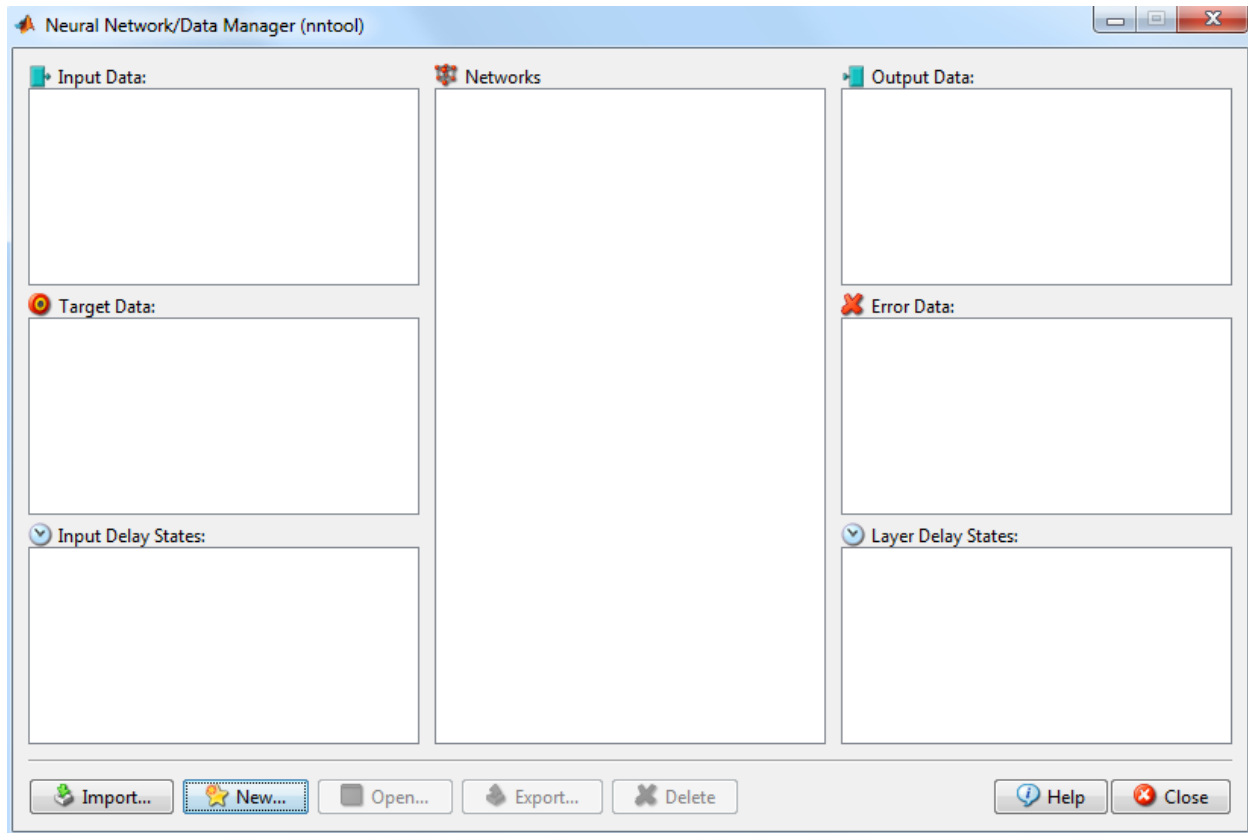 Neural Network/Data Manager (nntool)
Input Data:
Networks
Output Data:
Target Data:
Error Data:
Input Delay States:
Layer Delay States:
Import...
New...
Open...
Export...
Delete
Help
Close